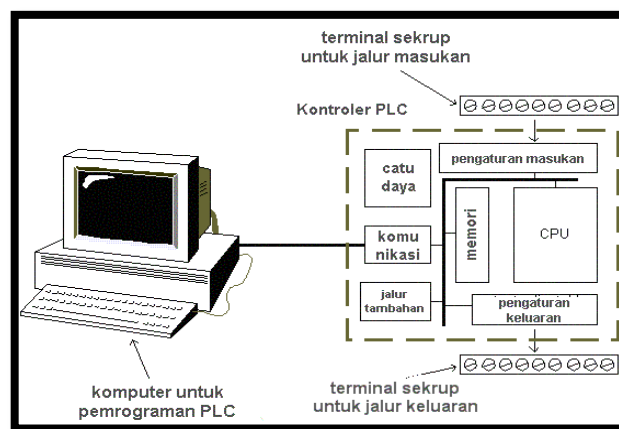 terminal sekrup
untuk jalur masukan
Kontroler PLC
pengaturan masukan
catu
daya
komu
nikasi
memori
CPU
jalur
tambahan
pengaturan
keluaran
komputer untuk
pemrograman PLC
terminal sekrup
untuk jalur keluaran